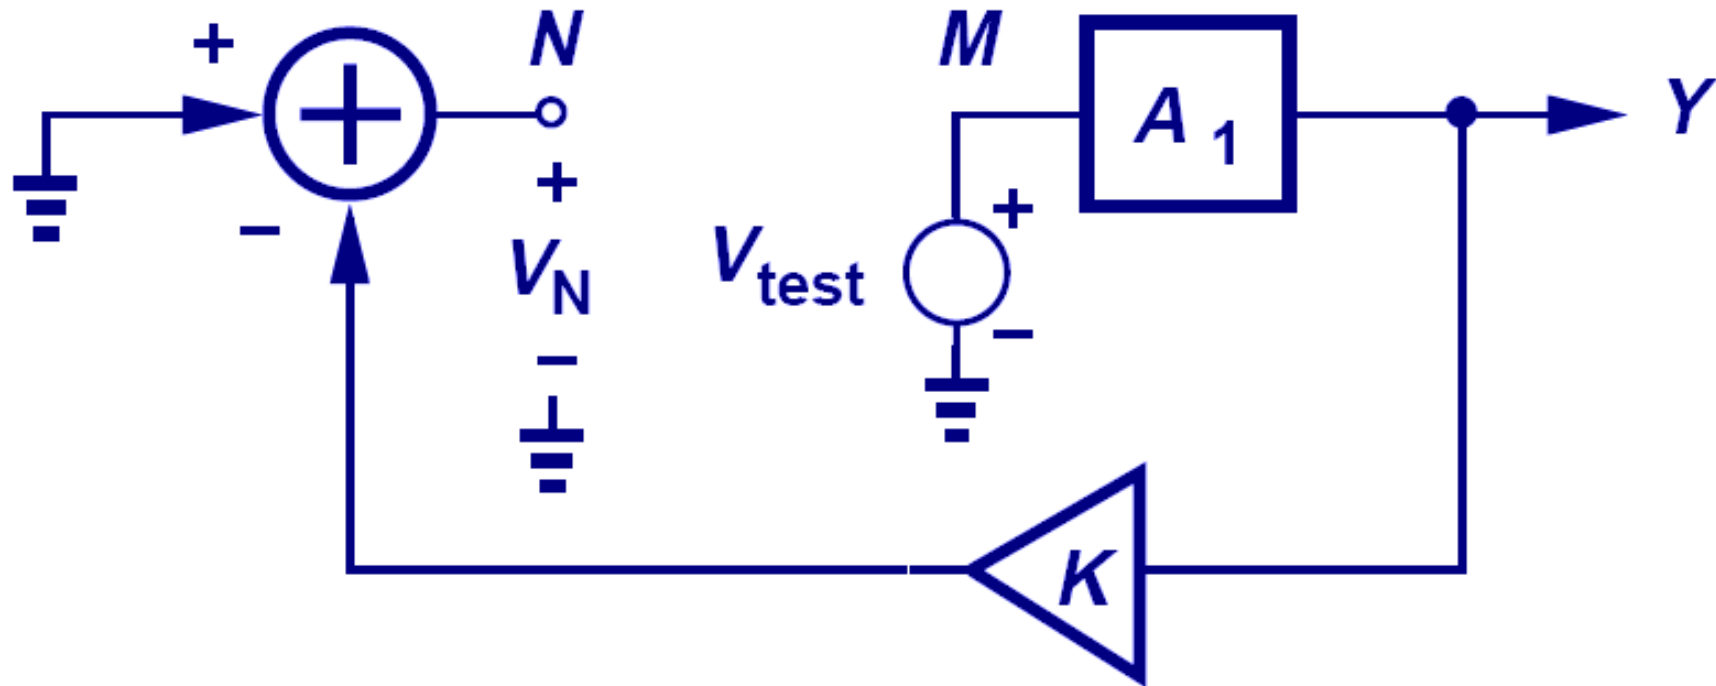 + N M
A1 Y
+
− + VN Vtest +
− −
K